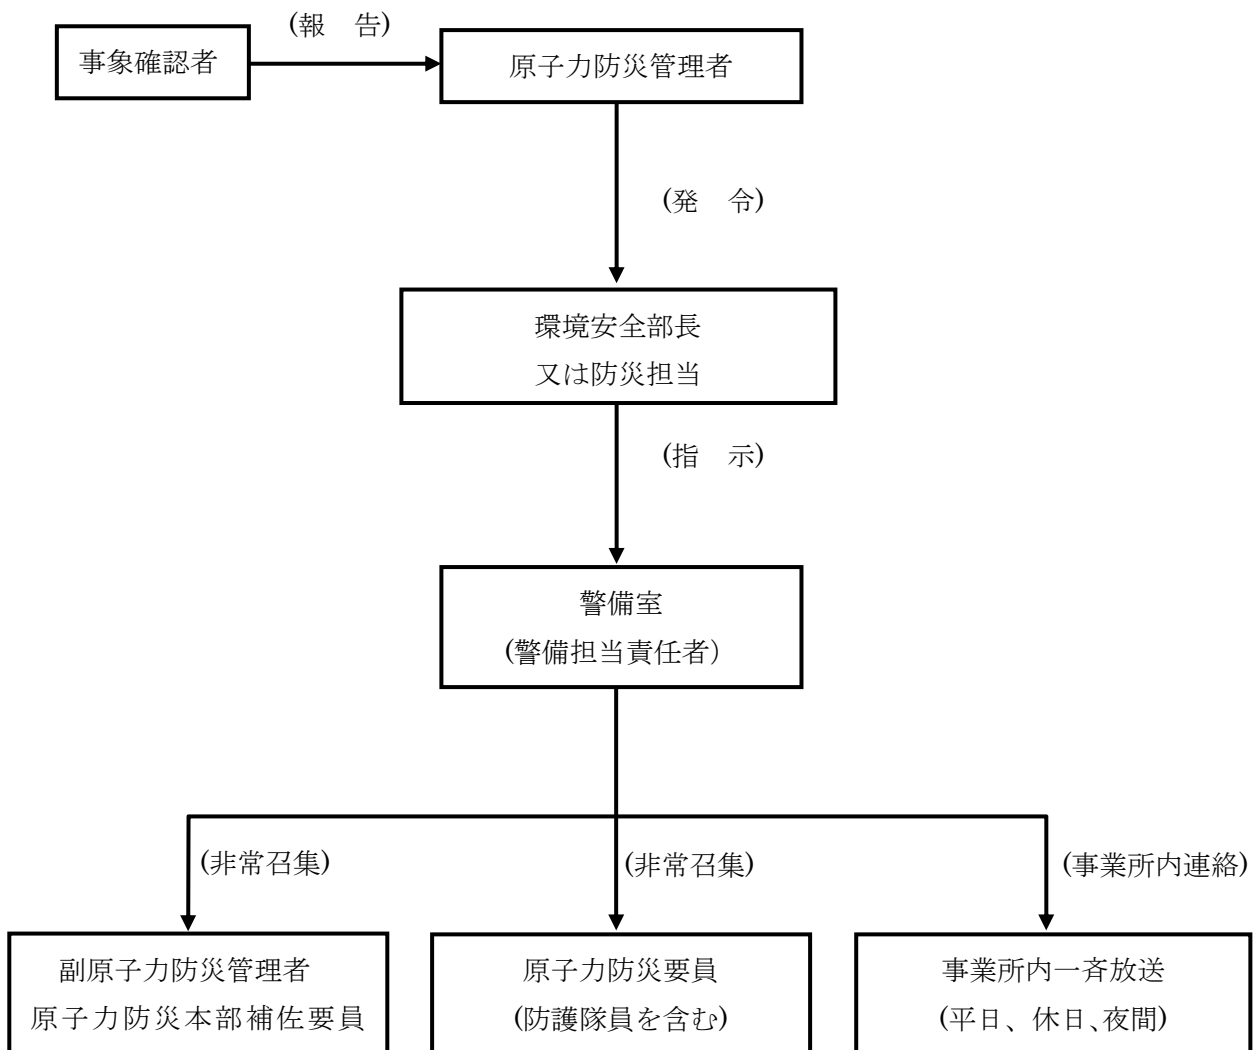 (報　告)
事象確認者
原子力防災管理者
(発　令)
環境安全部長
又は防災担当
(指　示)
警備室
(警備担当責任者）
(非常召集)
(非常召集)
(事業所内連絡)
副原子力防災管理者
原子力防災本部補佐要員
原子力防災要員
(防護隊員を含む)
事業所内一斉放送
(平日、休日、夜間)